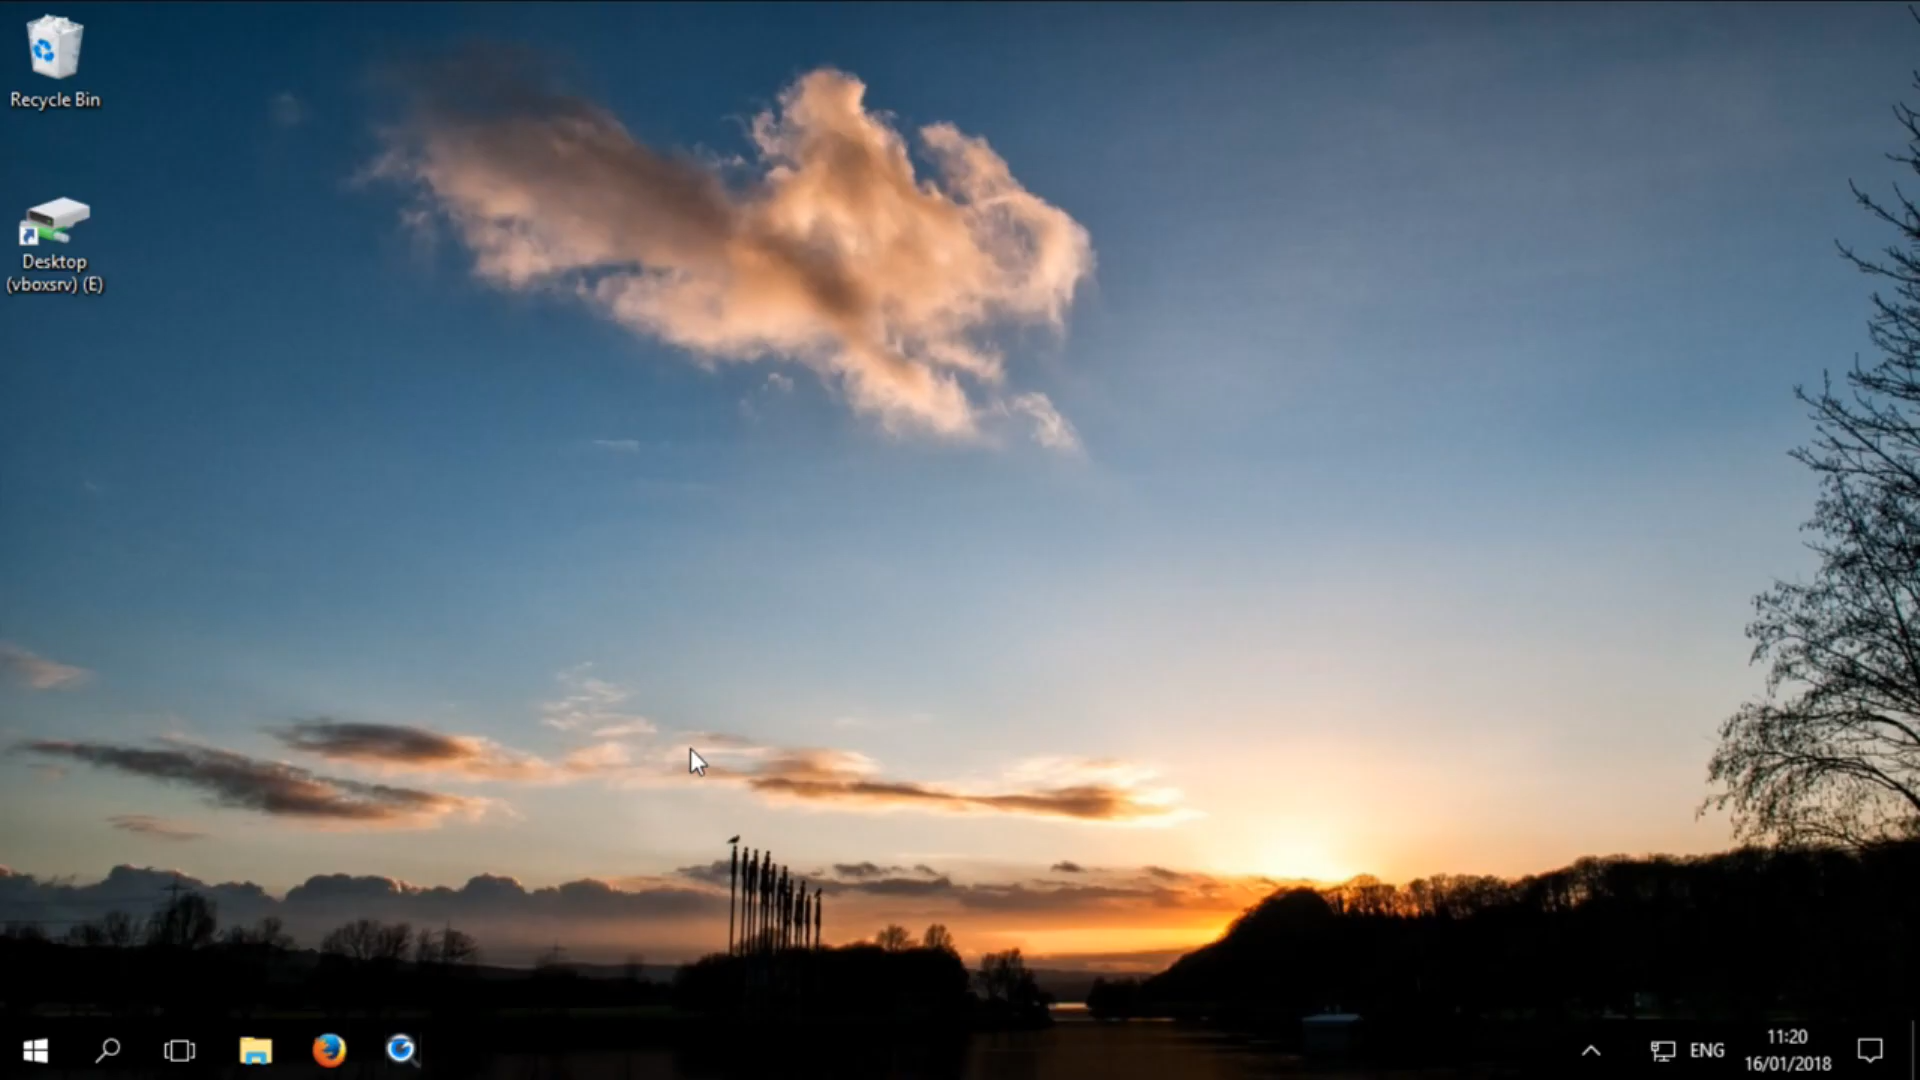 Recycle Bin
Desktop
(vboxsrv) (E)
ENG
11:20
16/01/2018